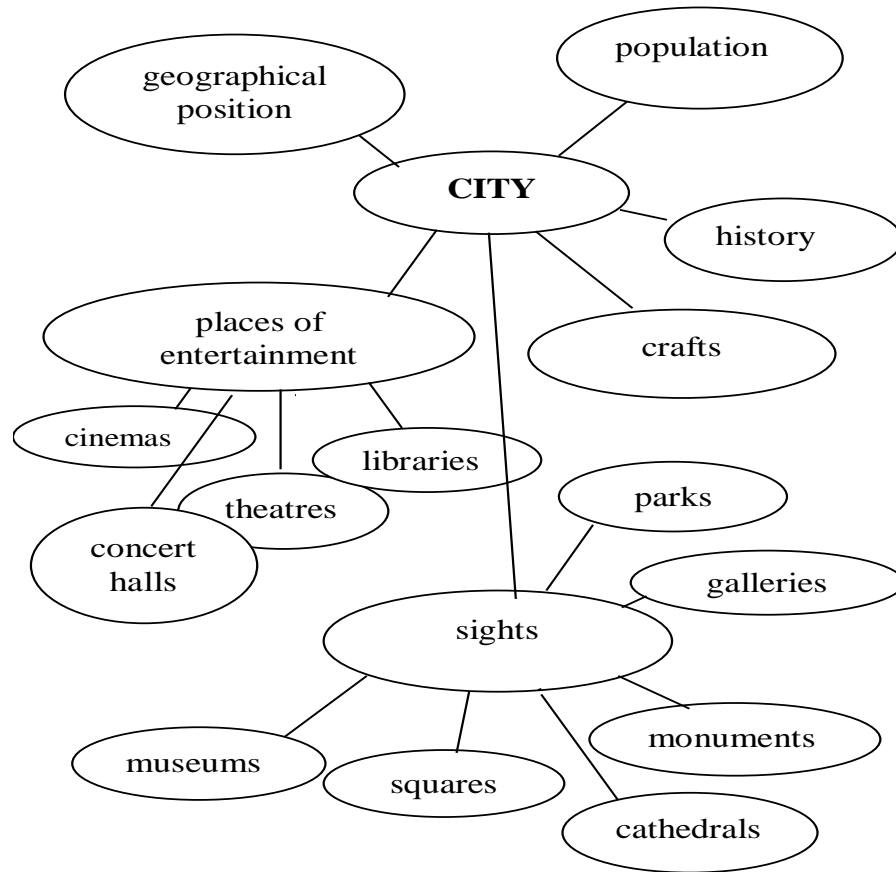 population
geographical
position
CITY
history
places of
entertainment
crafts
cinemas
libraries
theatres
concert
halls
parks
galleries
sights
monuments
museums
squares
cathedrals